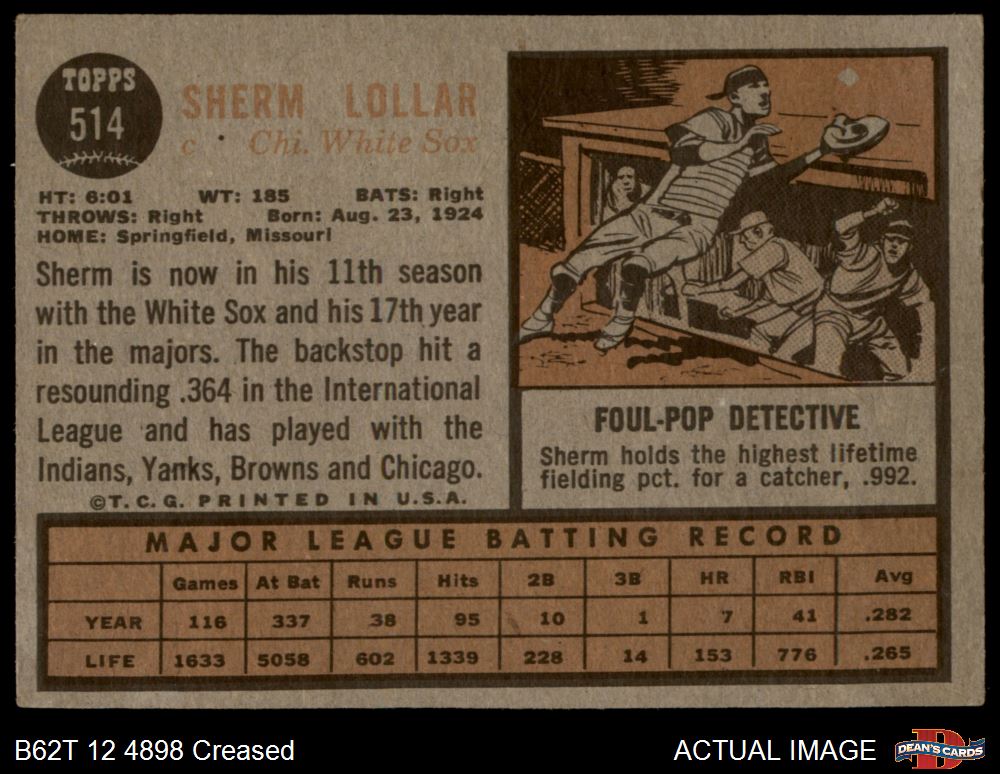 TOPPS
514
SHERM LOLLAR
c • Chi. White Sox
HT: 6:01 WT: 185 BATS: Right
THROWS: Right Born: Aug. 23, 1924
HOME: Springfield, Missouri
Sherm is now in his 11th season
with the White Sox and his 17th year
in the majors. The backstop hit a
resounding .364 in the International
League and has played with the
Indians, Yanks, Browns and Chicago.
©T.C.G. PRINTED IN U.S.A.
FOUL-POP DETECTIVE
Sherm holds the highest lifetime
fielding pct. for a catcher, .992.
MAJOR LEAGUE BATTING RECORD
Games At Bat Runs Hits 2B 3B HR RBI Avg
YEAR 116 337 38 95 10 1 7 41 .282
LIFE 1633 5058 602 1339 228 14 153 776 .265
B62T 12 4898 Creased
ACTUAL IMAGE
DEAN'S CARDS